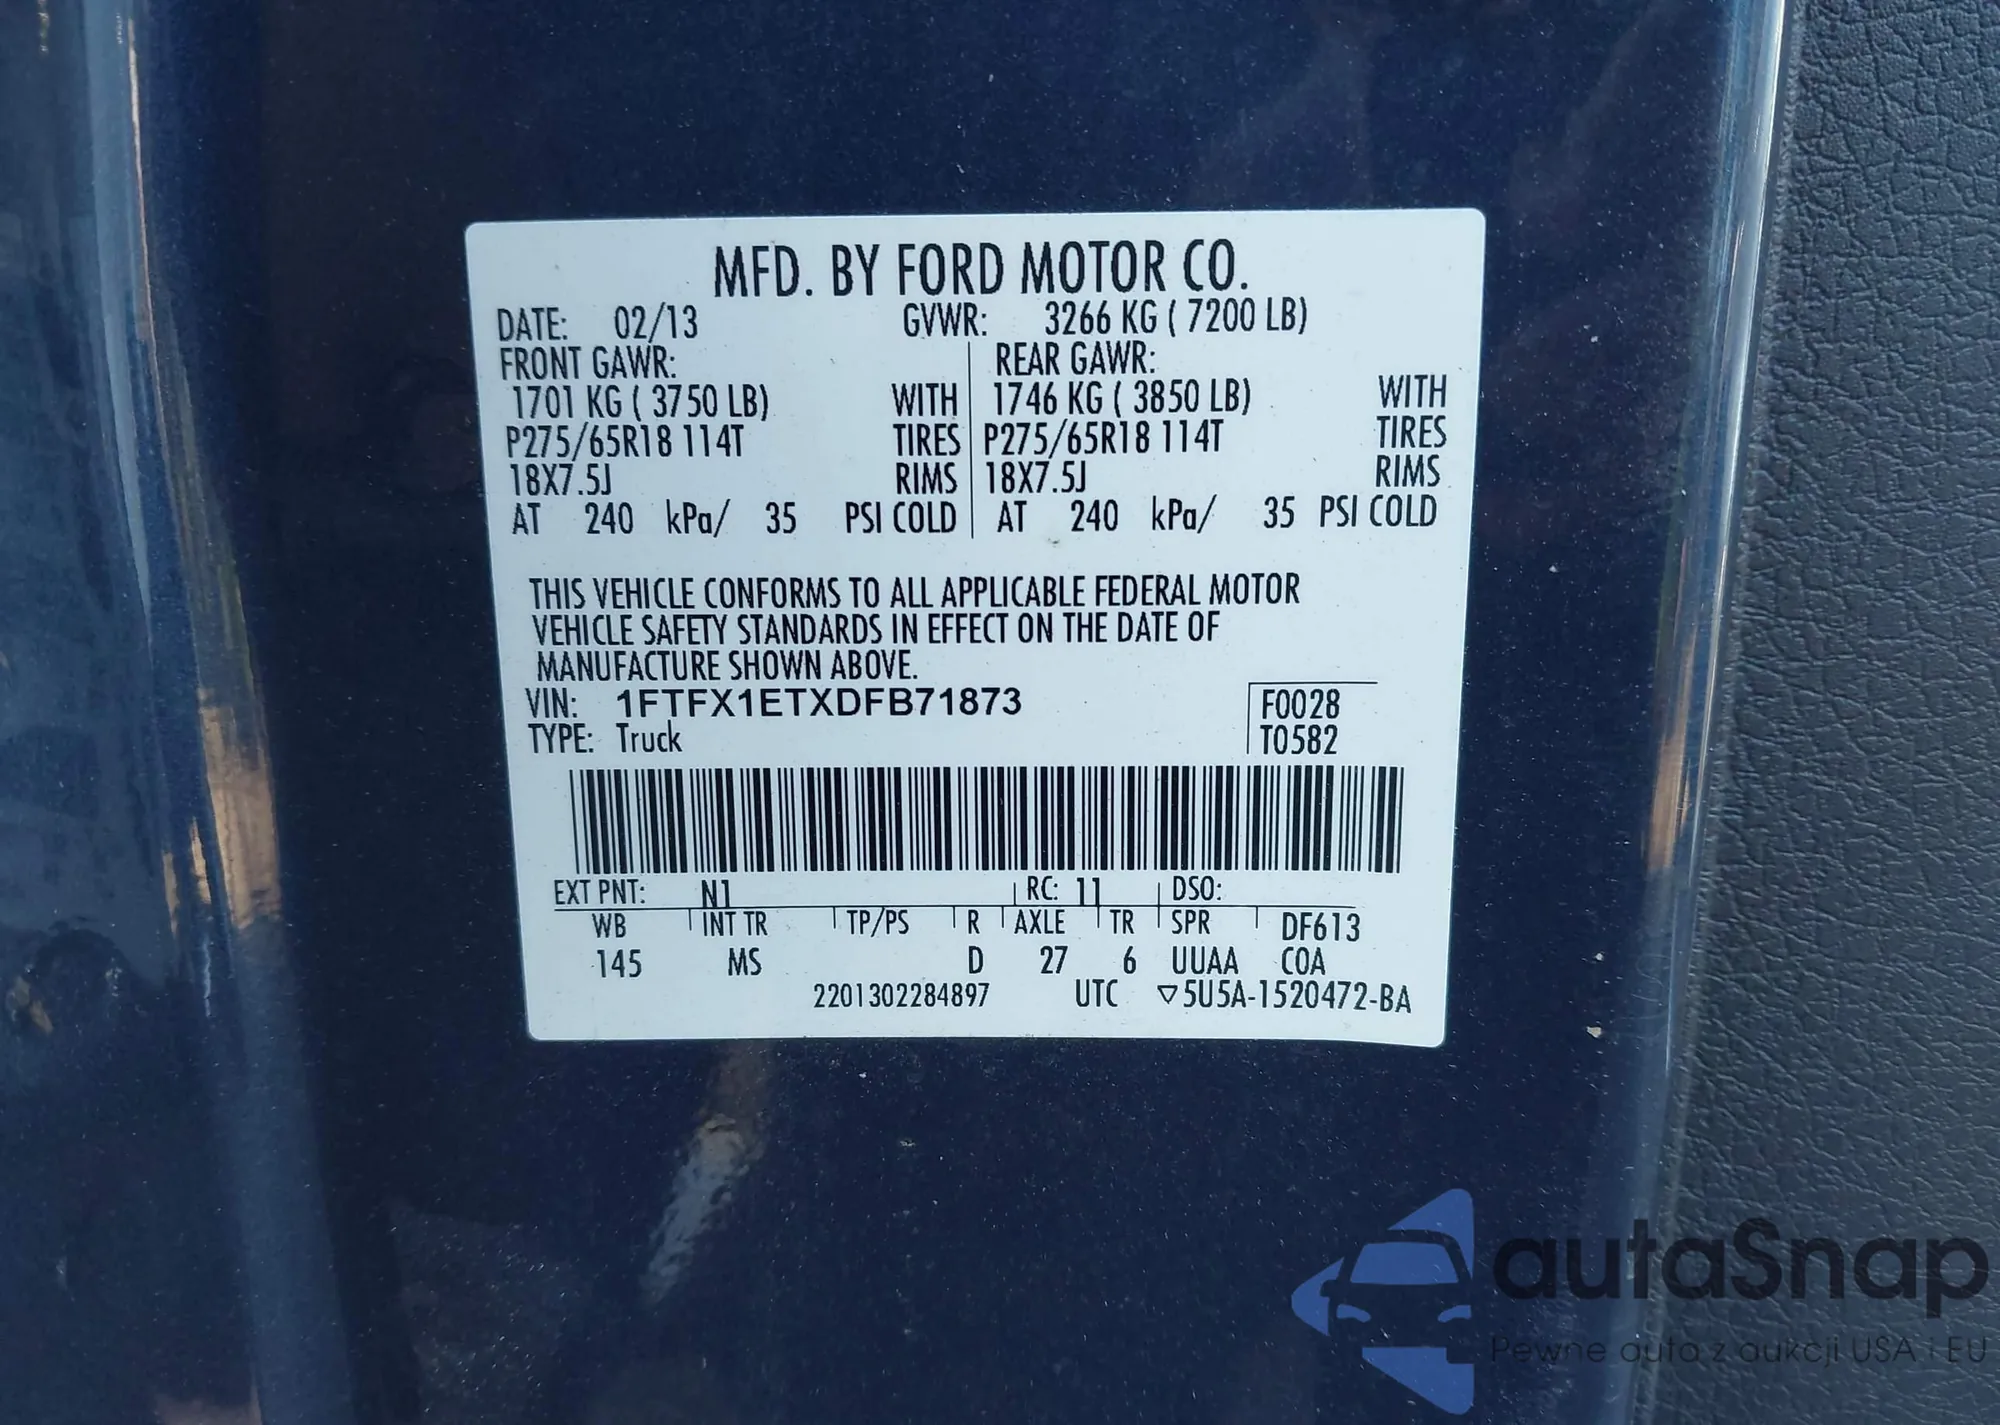 MFD. BY FORD MOTOR CO.
DATE: 02/13 GVWR: 3266 KG ( 7200 LB)
FRONT GAWR: REAR GAWR:
1701 KG ( 3750 LB) WITH 1746 KG ( 3850 LB) WITH
P275/65R18 114T TIRES P275/65R18 114T TIRES
18X7.5J RIMS 18X7.5J RIMS
AT 240 kPa/ 35 PSI COLD AT 240 kPa/ 35 PSI COLD
THIS VEHICLE CONFORMS TO ALL APPLICABLE FEDERAL MOTOR
VEHICLE SAFETY STANDARDS IN EFFECT ON THE DATE OF
MANUFACTURE SHOWN ABOVE.
VIN: 1FTFX1ETXDFB71873 F0028
TYPE: Truck T0582
EXT PNT: N1 RC: 11 DSO:
WB INT TR TP/PS R AXLE TR SPR DF613
145 MS D 27 6 UUAA COA
2201302284897 UTC ▽5U5A-1520472-BA
autaSnap
Pewne auta z aukcji USA i EU